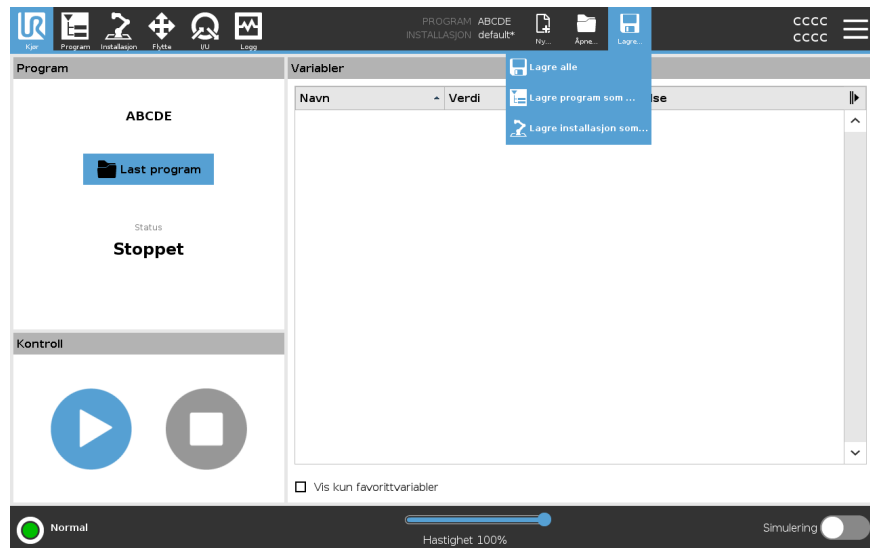 UR
Kjør
Program
Installasjon
Flytte
I/U
Logg
PROGRAM ABCDE
INSTALLASJON default*
Ny...
Åpne...
Lagre...
CCCC
CCCC
Lagre alle
Lagre program som ...
Lagre installasjon som...
Program
ABCDE
Last program
Status
Stoppet
Variabler
Navn
Verdi
lse
Vis kun favorittvariabler
Kontroll
Normal
Hastighet 100%
Simulering